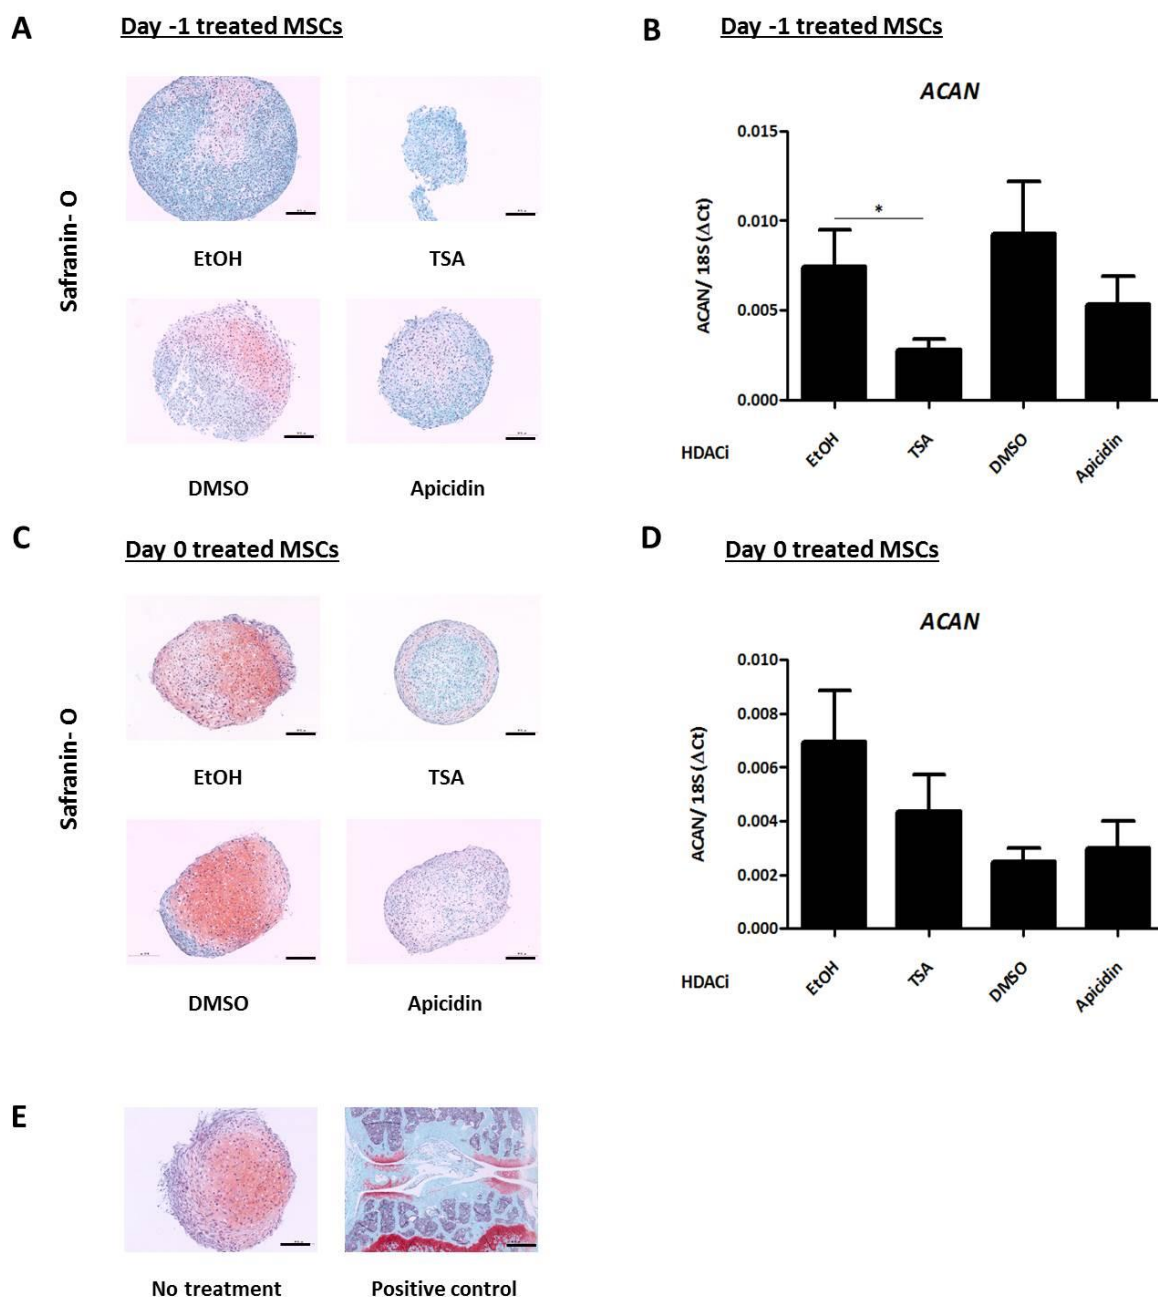 A
Day -1 treated MSCs
Safranin- O
EtOH
TSA
DMSO
Apicidin
B
Day -1 treated MSCs
ACAN
ACAN/ 18S (ΔCt)
0.015
0.010
0.005
0.000
*
HDACi
EtOH
TSA
DMSO
Apicidin
C
Day 0 treated MSCs
Safranin- O
EtOH
TSA
DMSO
Apicidin
D
Day 0 treated MSCs
ACAN
ACAN/ 18S (ΔCt)
0.010
0.008
0.006
0.004
0.002
0.000
HDACi
EtOH
TSA
DMSO
Apicidin
E
No treatment
Positive control